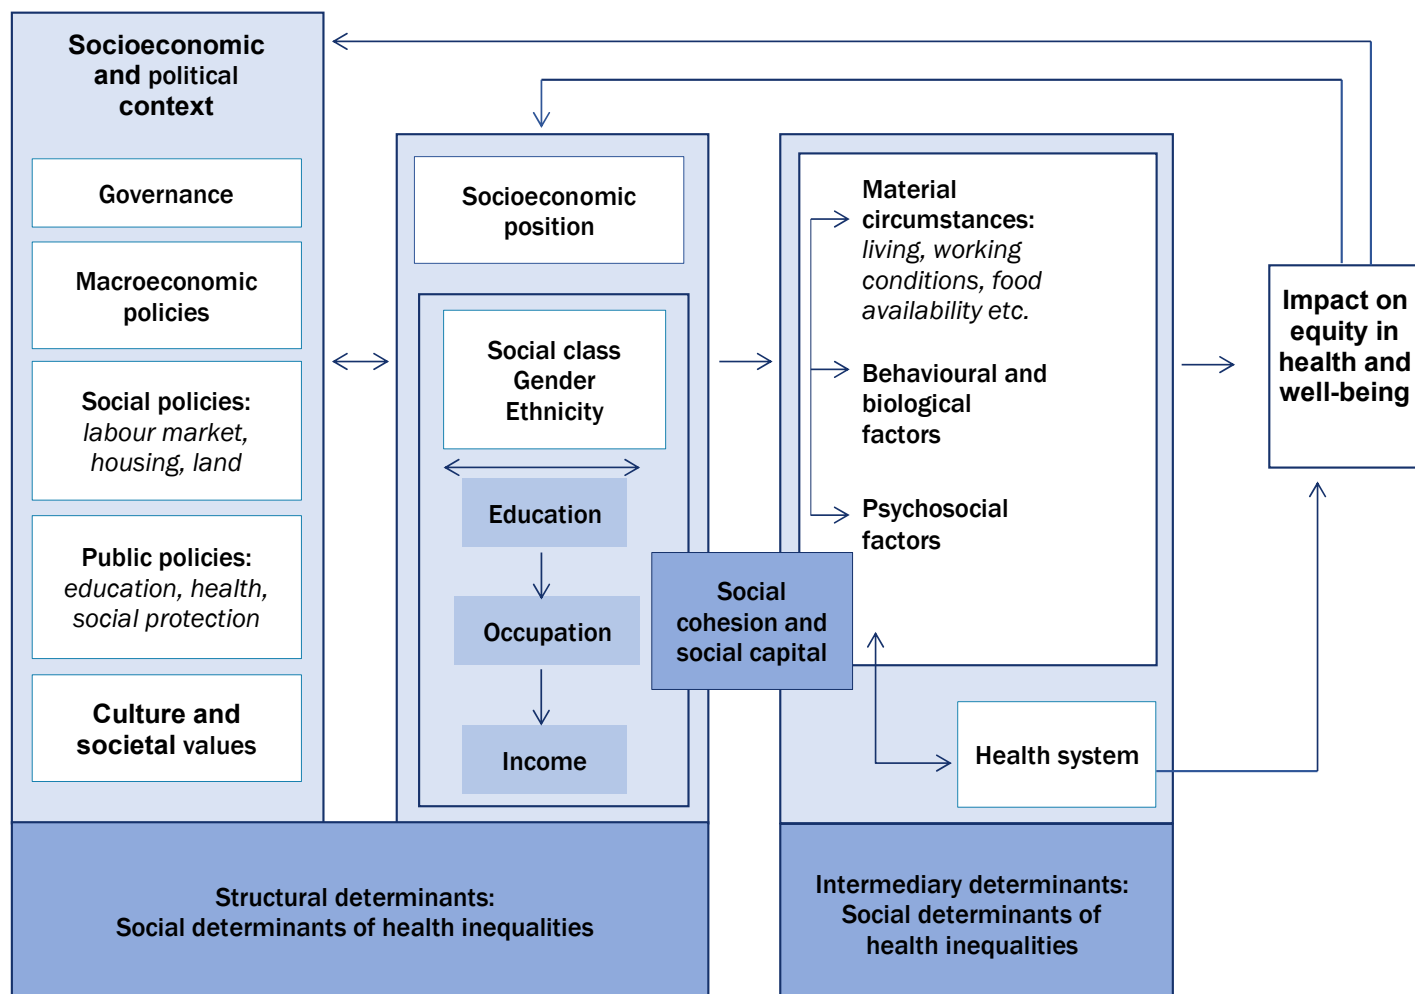 Socioeconomic
and political
context
Governance
Macroeconomic
policies
Social policies:
labour market,
housing, land
Public policies:
education, health,
social protection
Culture and
societal values
Socioeconomic
position
Social class
Gender
Ethnicity
Education
Occupation
Income
Social
cohesion and
social capital
Material
circumstances:
living, working
conditions, food
availability etc.
Behavioural and
biological
factors
Psychosocial
factors
Health system
Impact on
equity in
health and
well-being
Structural determinants:
Social determinants of health inequalities
Intermediary determinants:
Social determinants of
health inequalities